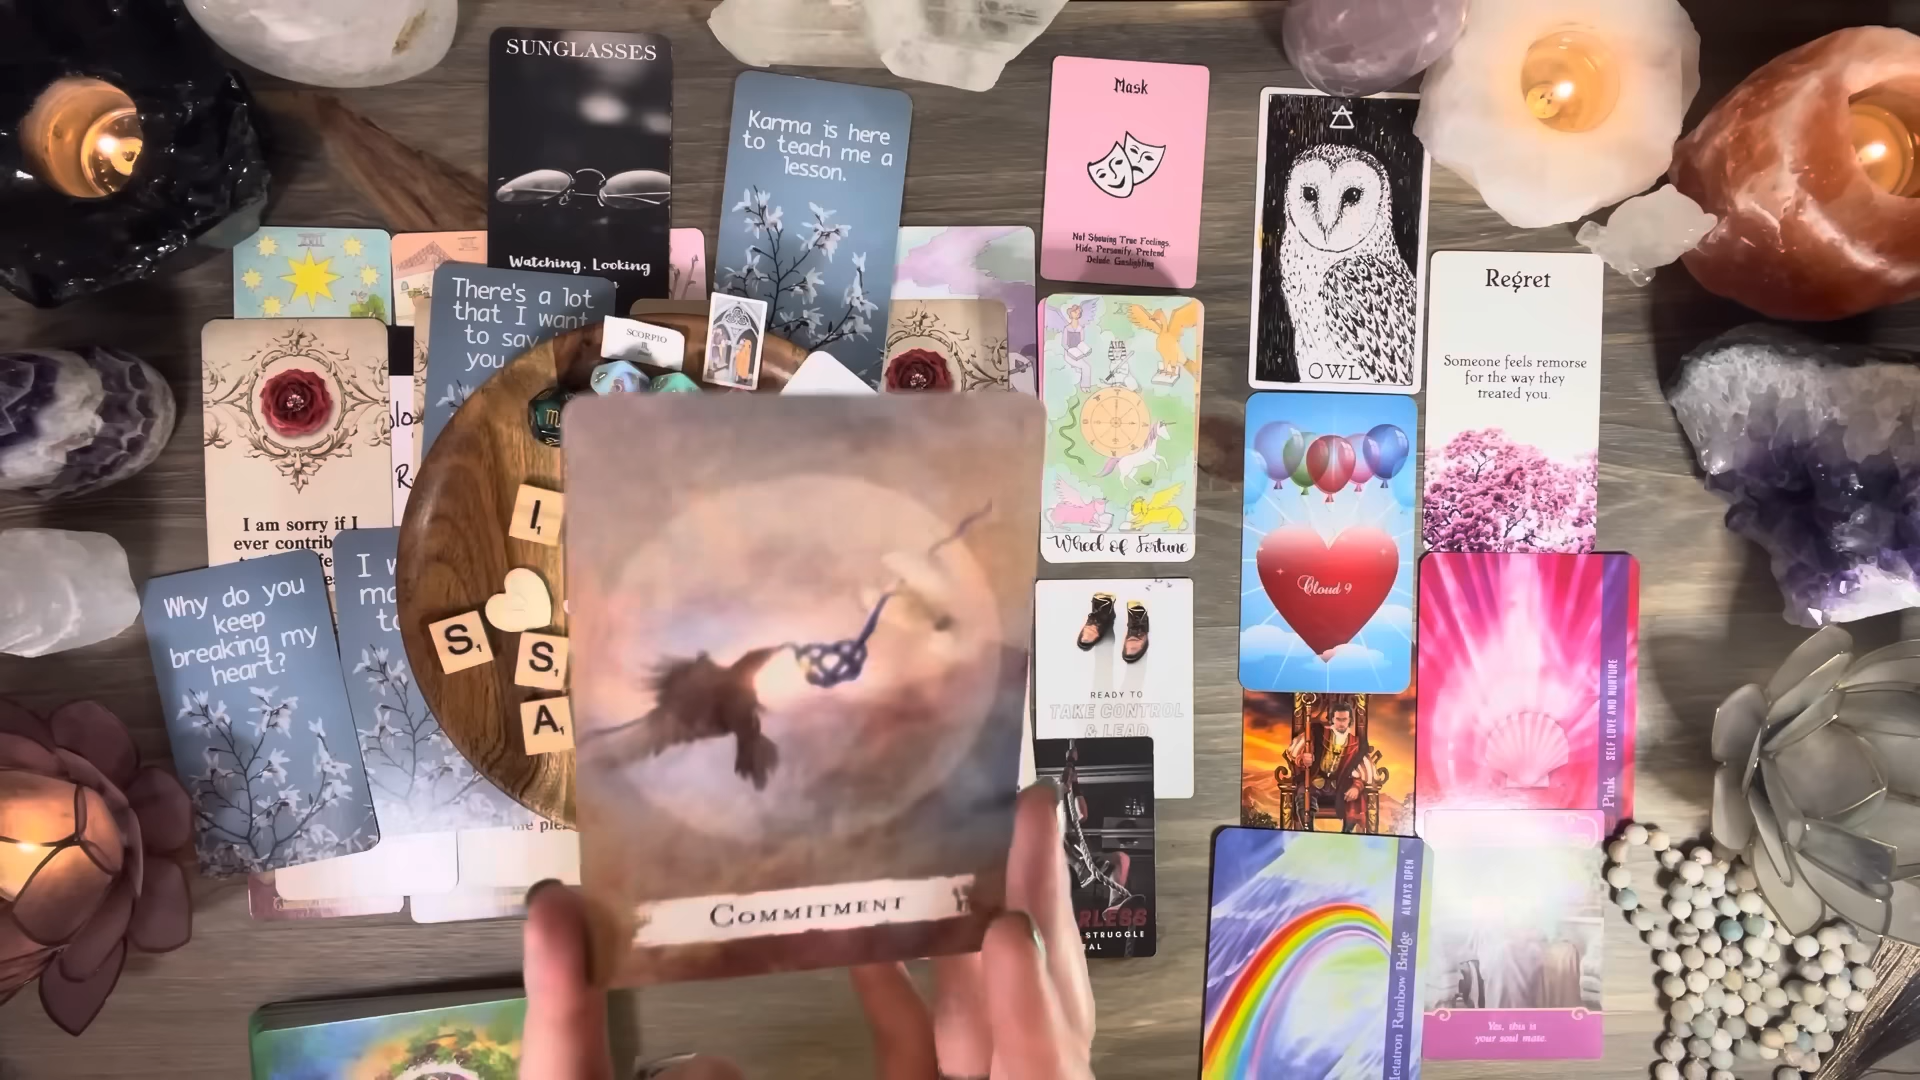 SUNGLASSES
Watching. Looking
Karma is here
to teach me a
lesson.
Mask
Not Showing True Feelings.
Hide. Personify. Pretend.
Delude. Gaslighting
OWL
Regret
Someone feels remorse
for the way they
treated you.
There's a lot
that I want
to say
you
SCORPIO
I am sorry if I
ever contrib
Why do you
keep
breaking my
heart?
I
S
S
A
Wheel of Fortune
READY TO
TAKE CONTROL
& LEAD
RLESS
STRUGGLE
EAL
Cloud 9
Pink SELF LOVE AND NURTURE
Metatron Rainbow Bridge ALWAYS OPEN
Yes, this is
your soul mate.
COMMITMENT